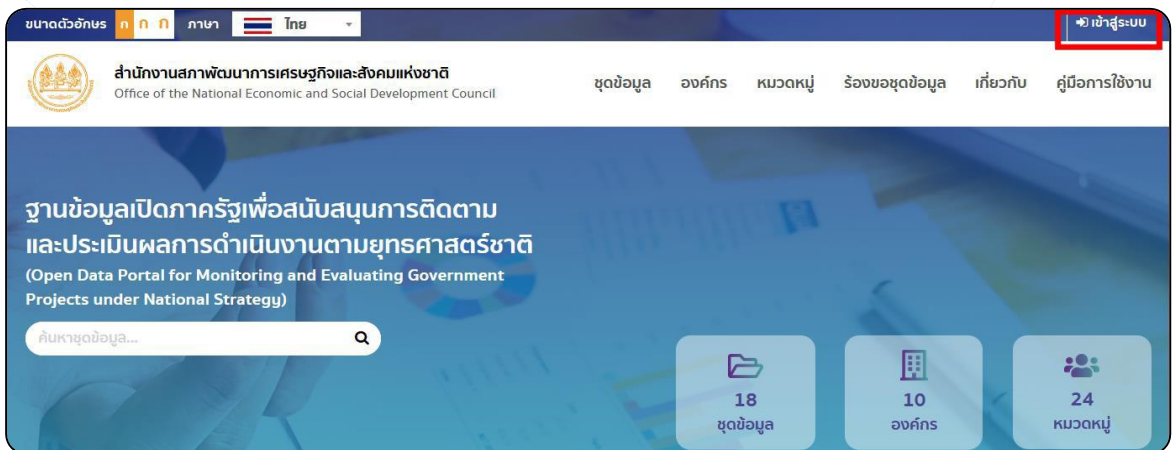 ขนาดตัวอักษร ก ก ก ภาษา ไทย เข้าสู่ระบบ
สำนักงานสภาพัฒนาการเศรษฐกิจและสังคมแห่งชาติ
Office of the National Economic and Social Development Council
ชุดข้อมูล องค์กร หมวดหมู่ ร้องขอชุดข้อมูล เกี่ยวกับ คู่มือการใช้งาน
ฐานข้อมูลเปิดภาครัฐเพื่อสนับสนุนการติดตาม
และประเมินผลการดำเนินงานตามยุทธศาสตร์ชาติ
(Open Data Portal for Monitoring and Evaluating Government
Projects under National Strategy)
ค้นหาชุดข้อมูล...
18
ชุดข้อมูล
10
องค์กร
24
หมวดหมู่